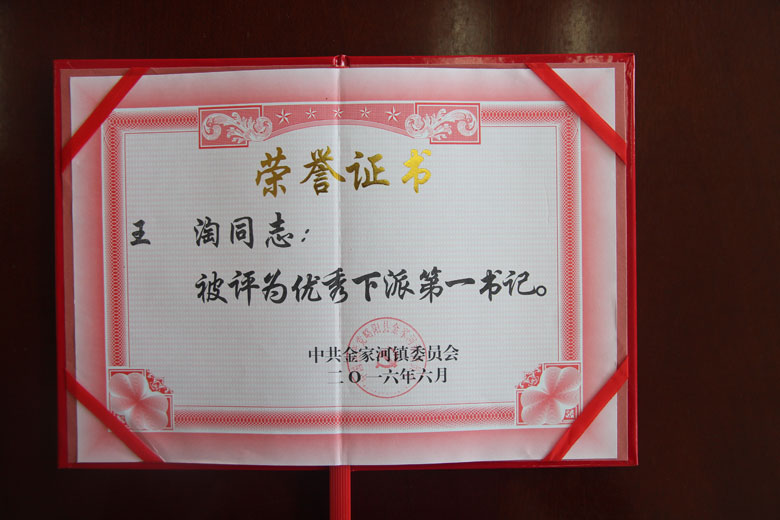 荣誉证书
王 淘同志:
被评为优秀下派第一书记。
中共金家河镇委员会
二〇一六年六月